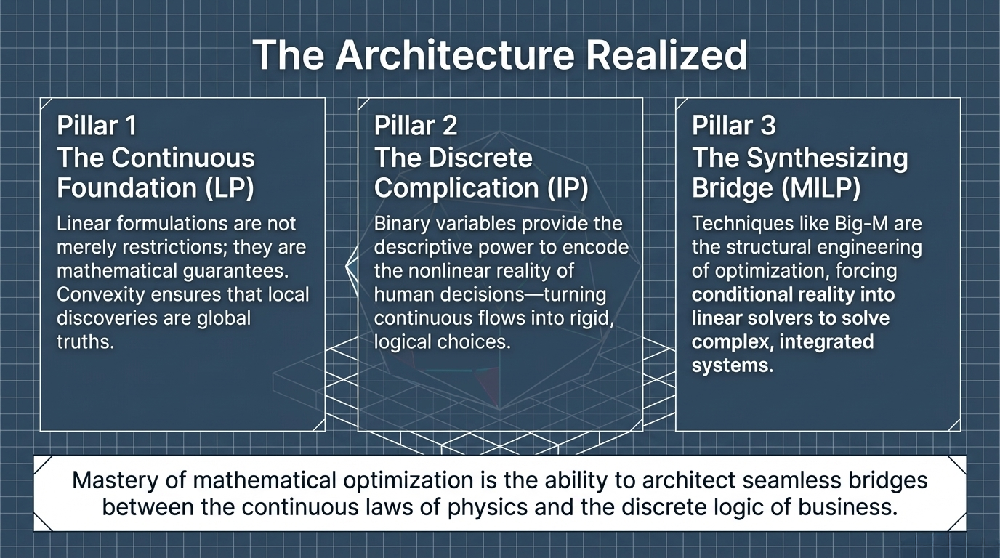 The Architecture Realized
Pillar 1
The Continuous
Foundation (LP)
Linear formulations are not
merely restrictions; they are
mathematical guarantees.
Convexity ensures that local
discoveries are global
truths.
Pillar 2
The Discrete
Complication (IP)
Binary variables provide the
descriptive power to encode
the nonlinear reality of
human decisions—turning
continuous flows into rigid,
logical choices.
Pillar 3
The Synthesizing
Bridge (MILP)
Techniques like Big-M are
the structural engineering
of optimization, forcing
conditional reality into
linear solvers to solve
complex, integrated
systems.
Mastery of mathematical optimization is the ability to architect seamless bridges
between the continuous laws of physics and the discrete logic of business.